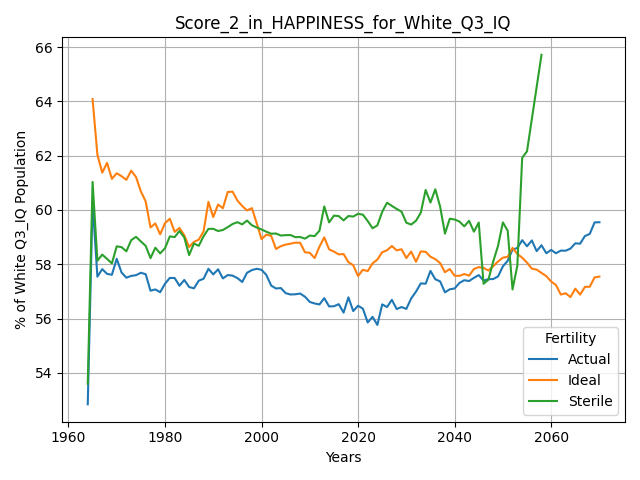 Score_2_in_HAPPINESS_for_White_Q3_IQ
% of White Q3_IQ Population
66
64
62
60
58
56
54
1960 1980 2000 2020 2040 2060
Years
Fertility
Actual
Ideal
Sterile